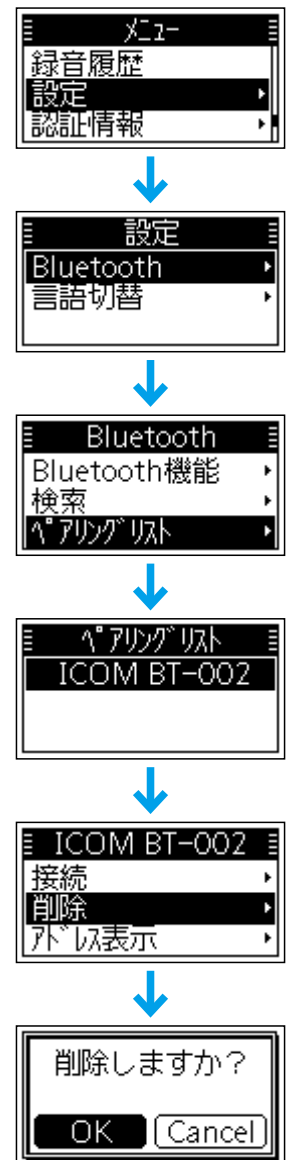 ﾒﾆｭｰ
録音履歴
設定
認証情報
設定
Bluetooth
言語切替
Bluetooth
Bluetooth機能
検索
ﾍﾟｱﾘﾝｸﾞﾘｽﾄ
ﾍﾟｱﾘﾝｸﾞﾘｽﾄ
ICOM BT-002
ICOM BT-002
接続
削除
ｱﾄﾞﾚｽ表示
削除しますか？
OK Cancel